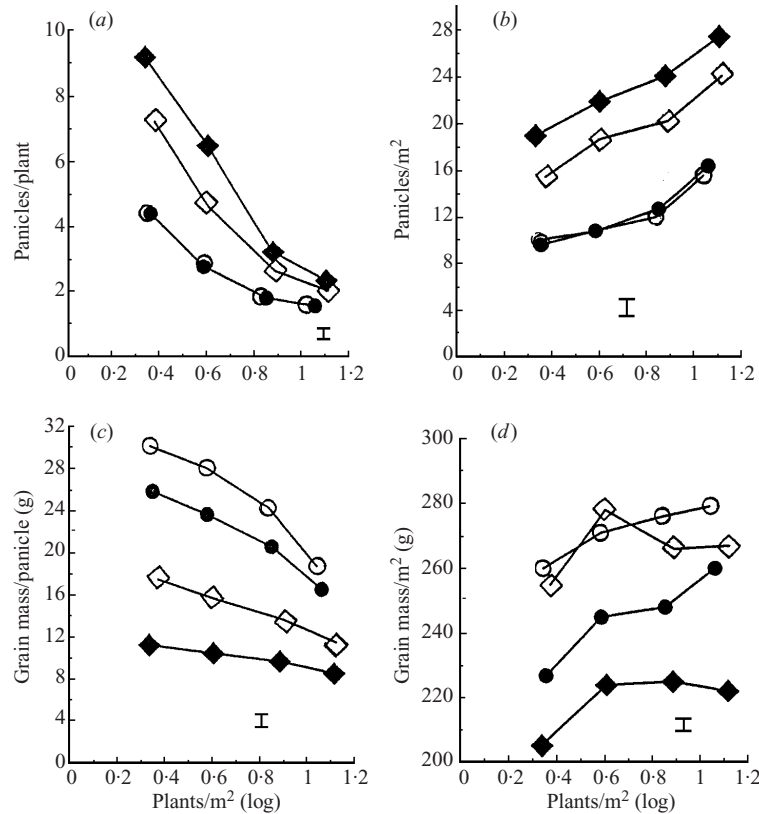 (a)
Panicles/plant
10
8
6
4
2
0
0 0·2 0·4 0·6 0·8 1 1·2
(b)
Panicles/m²
28
24
20
16
12
8
4
0
0 0·2 0·4 0·6 0·8 1 1·2
(c)
Grain mass/panicle (g)
32
28
24
20
16
12
8
4
0
0 0·4 0·6 0·8 1 1·2
Plants/m² (log)
(d)
Grain mass/m² (g)
300
280
260
240
220
200
0 0·4 0·6 0·8 1 1·2
Plants/m² (log)